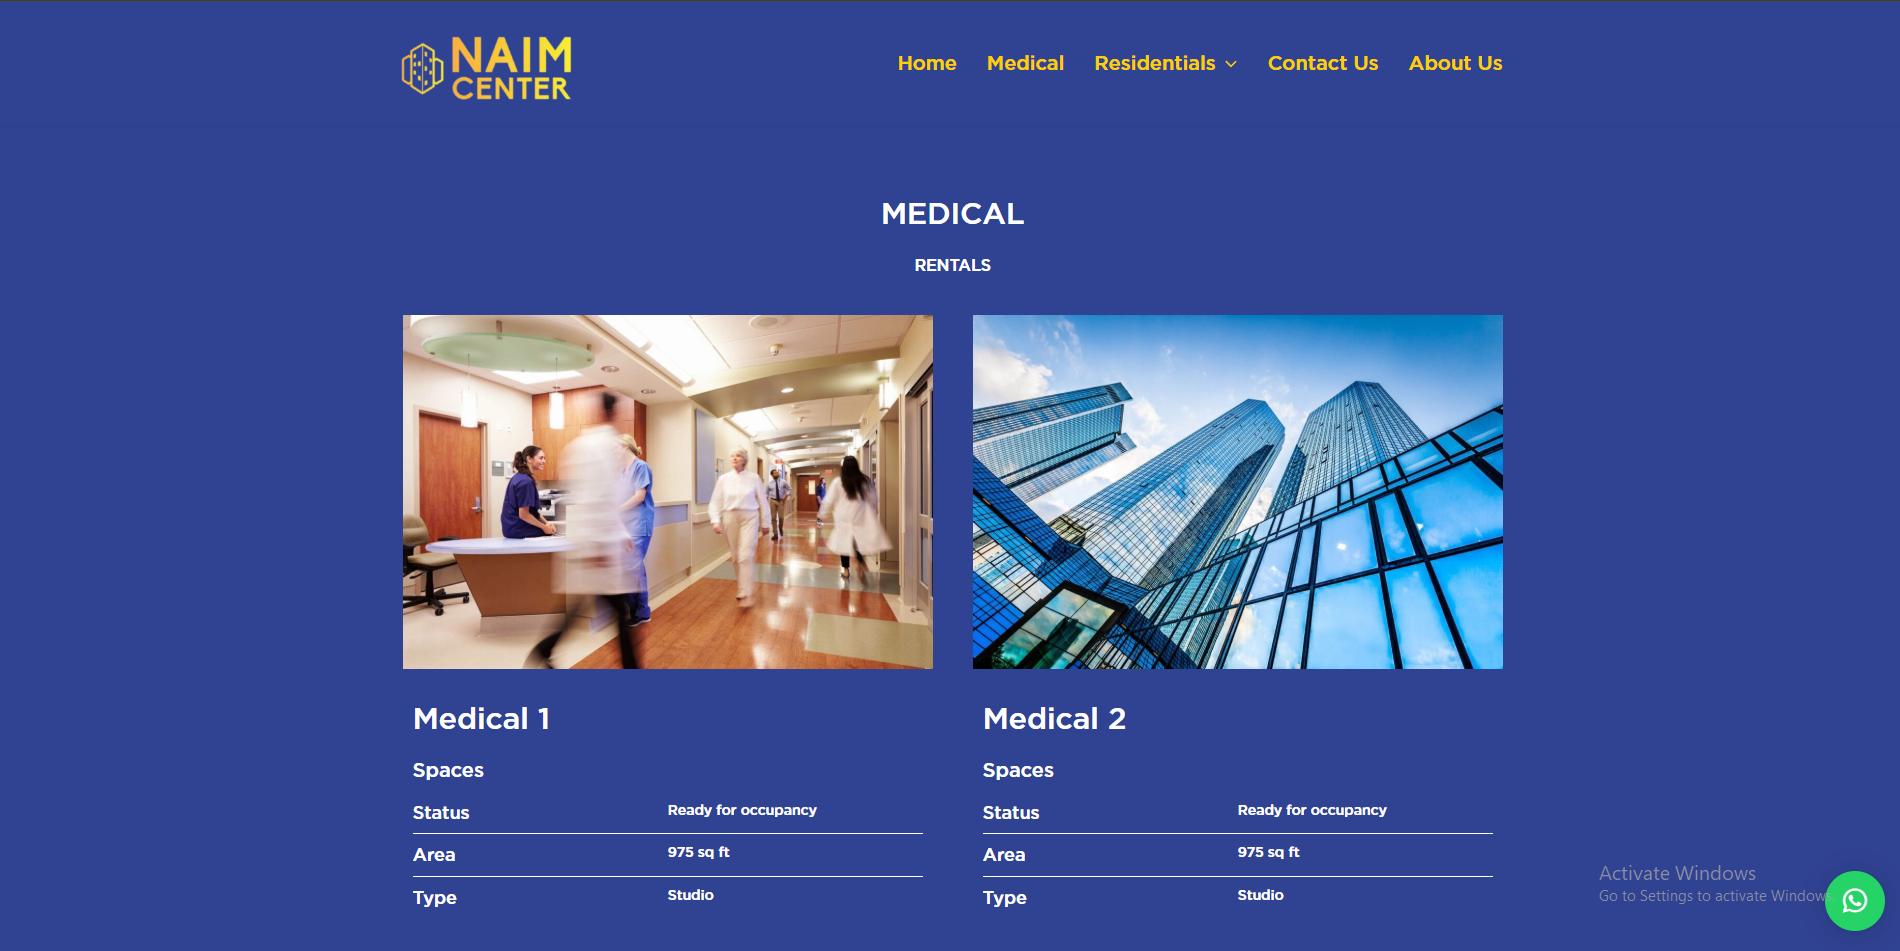 NAIM
CENTER
Home Medical Residentials Contact Us About Us
MEDICAL
RENTALS
Medical 1
Spaces
Status Ready for occupancy
Area 975 sq ft
Type Studio
Medical 2
Spaces
Status Ready for occupancy
Area 975 sq ft
Type Studio
Activate Windows
Go to Settings to activate Windows